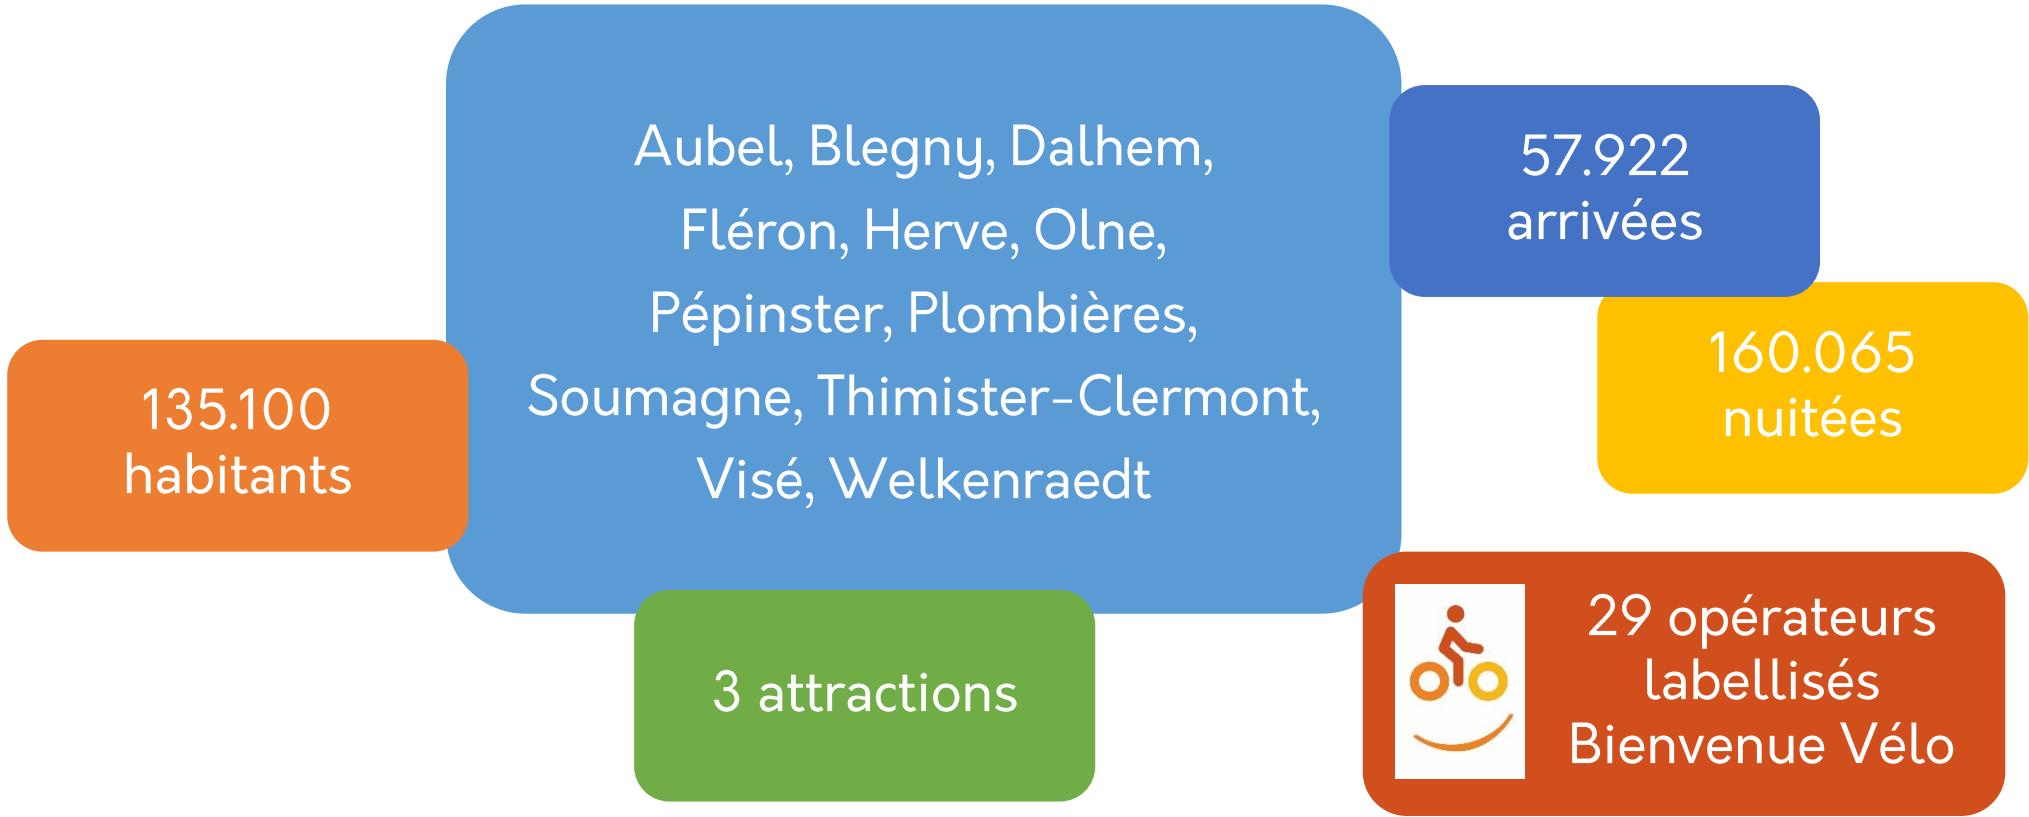 Aubel, Blegny, Dalhem,
Fléron, Herve, Olne,
Pépinster, Plombières,
Soumagne, Thimister-Clermont,
Visé, Welkenraedt
57.922
arrivées
160.065
nuitées
135.100
habitants
3 attractions
29 opérateurs
labellisés
Bienvenue Vélo